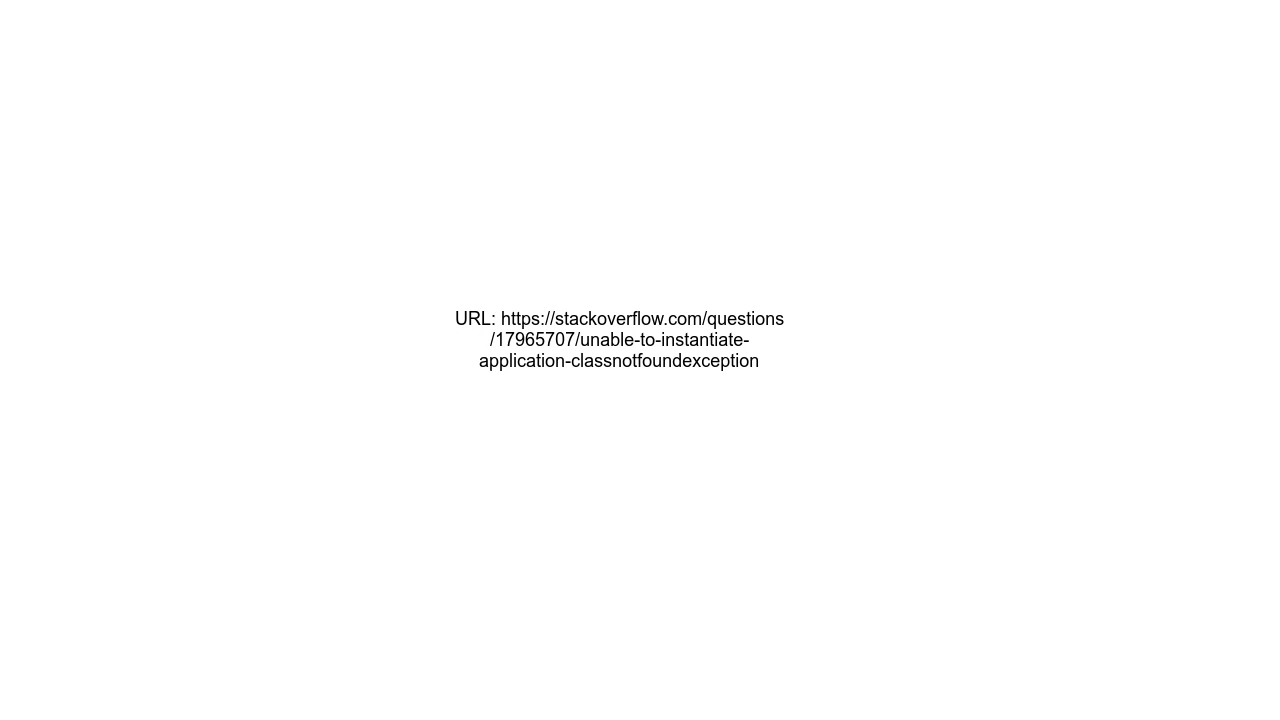 URL: https://stackoverflow.com/questions
/17965707/unable-to-instantiate-
application-classnotfoundexception